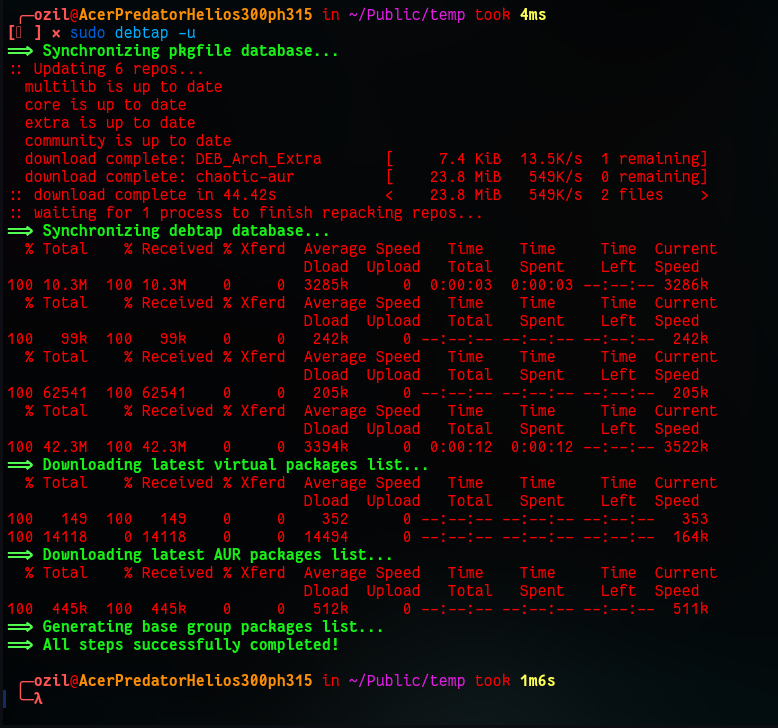 ╭─ozil@AcerPredatorHelios300ph315 in ~/Public/temp took 4ms
[ ] × sudo debtap -u
==> Synchronizing pkgfile database...
:: Updating 6 repos...
  multilib is up to date
  core is up to date
  extra is up to date
  community is up to date
  download complete: DEB_Arch_Extra       [     7.4 KiB  13.5K/s  1 remaining]
  download complete: chaotic-aur          [    23.8 MiB   549K/s  0 remaining]
:: download complete in 44.42s            <    23.8 MiB   549K/s  2 files    >
:: waiting for 1 process to finish repacking repos...
==> Synchronizing debtap database...
  % Total    % Received % Xferd  Average Speed   Time    Time     Time  Current
                                 Dload  Upload   Total   Spent    Left  Speed
100 10.3M  100 10.3M    0     0  3285k      0  0:00:03  0:00:03 --:--:-- 3286k
  % Total    % Received % Xferd  Average Speed   Time    Time     Time  Current
                                 Dload  Upload   Total   Spent    Left  Speed
100   99k  100   99k    0     0   242k      0 --:--:-- --:--:-- --:--:--  242k
  % Total    % Received % Xferd  Average Speed   Time    Time     Time  Current
                                 Dload  Upload   Total   Spent    Left  Speed
100 62541  100 62541    0     0   205k      0 --:--:-- --:--:-- --:--:--  205k
  % Total    % Received % Xferd  Average Speed   Time    Time     Time  Current
                                 Dload  Upload   Total   Spent    Left  Speed
100 42.3M  100 42.3M    0     0  3394k      0  0:00:12  0:00:12 --:--:-- 3522k
==> Downloading latest virtual packages list...
  % Total    % Received % Xferd  Average Speed   Time    Time     Time  Current
                                 Dload  Upload   Total   Spent    Left  Speed
100   149  100   149    0     0    352      0 --:--:-- --:--:-- --:--:--   353
100 14118    0 14118    0     0  14494      0 --:--:-- --:--:-- --:--:--  164k
==> Downloading latest AUR packages list...
  % Total    % Received % Xferd  Average Speed   Time    Time     Time  Current
                                 Dload  Upload   Total   Spent    Left  Speed
100  445k  100  445k    0     0   512k      0 --:--:-- --:--:-- --:--:--  511k
==> Generating base group packages list...
==> All steps successfully completed!
╭─ozil@AcerPredatorHelios300ph315 in ~/Public/temp took 1m6s
╰─λ